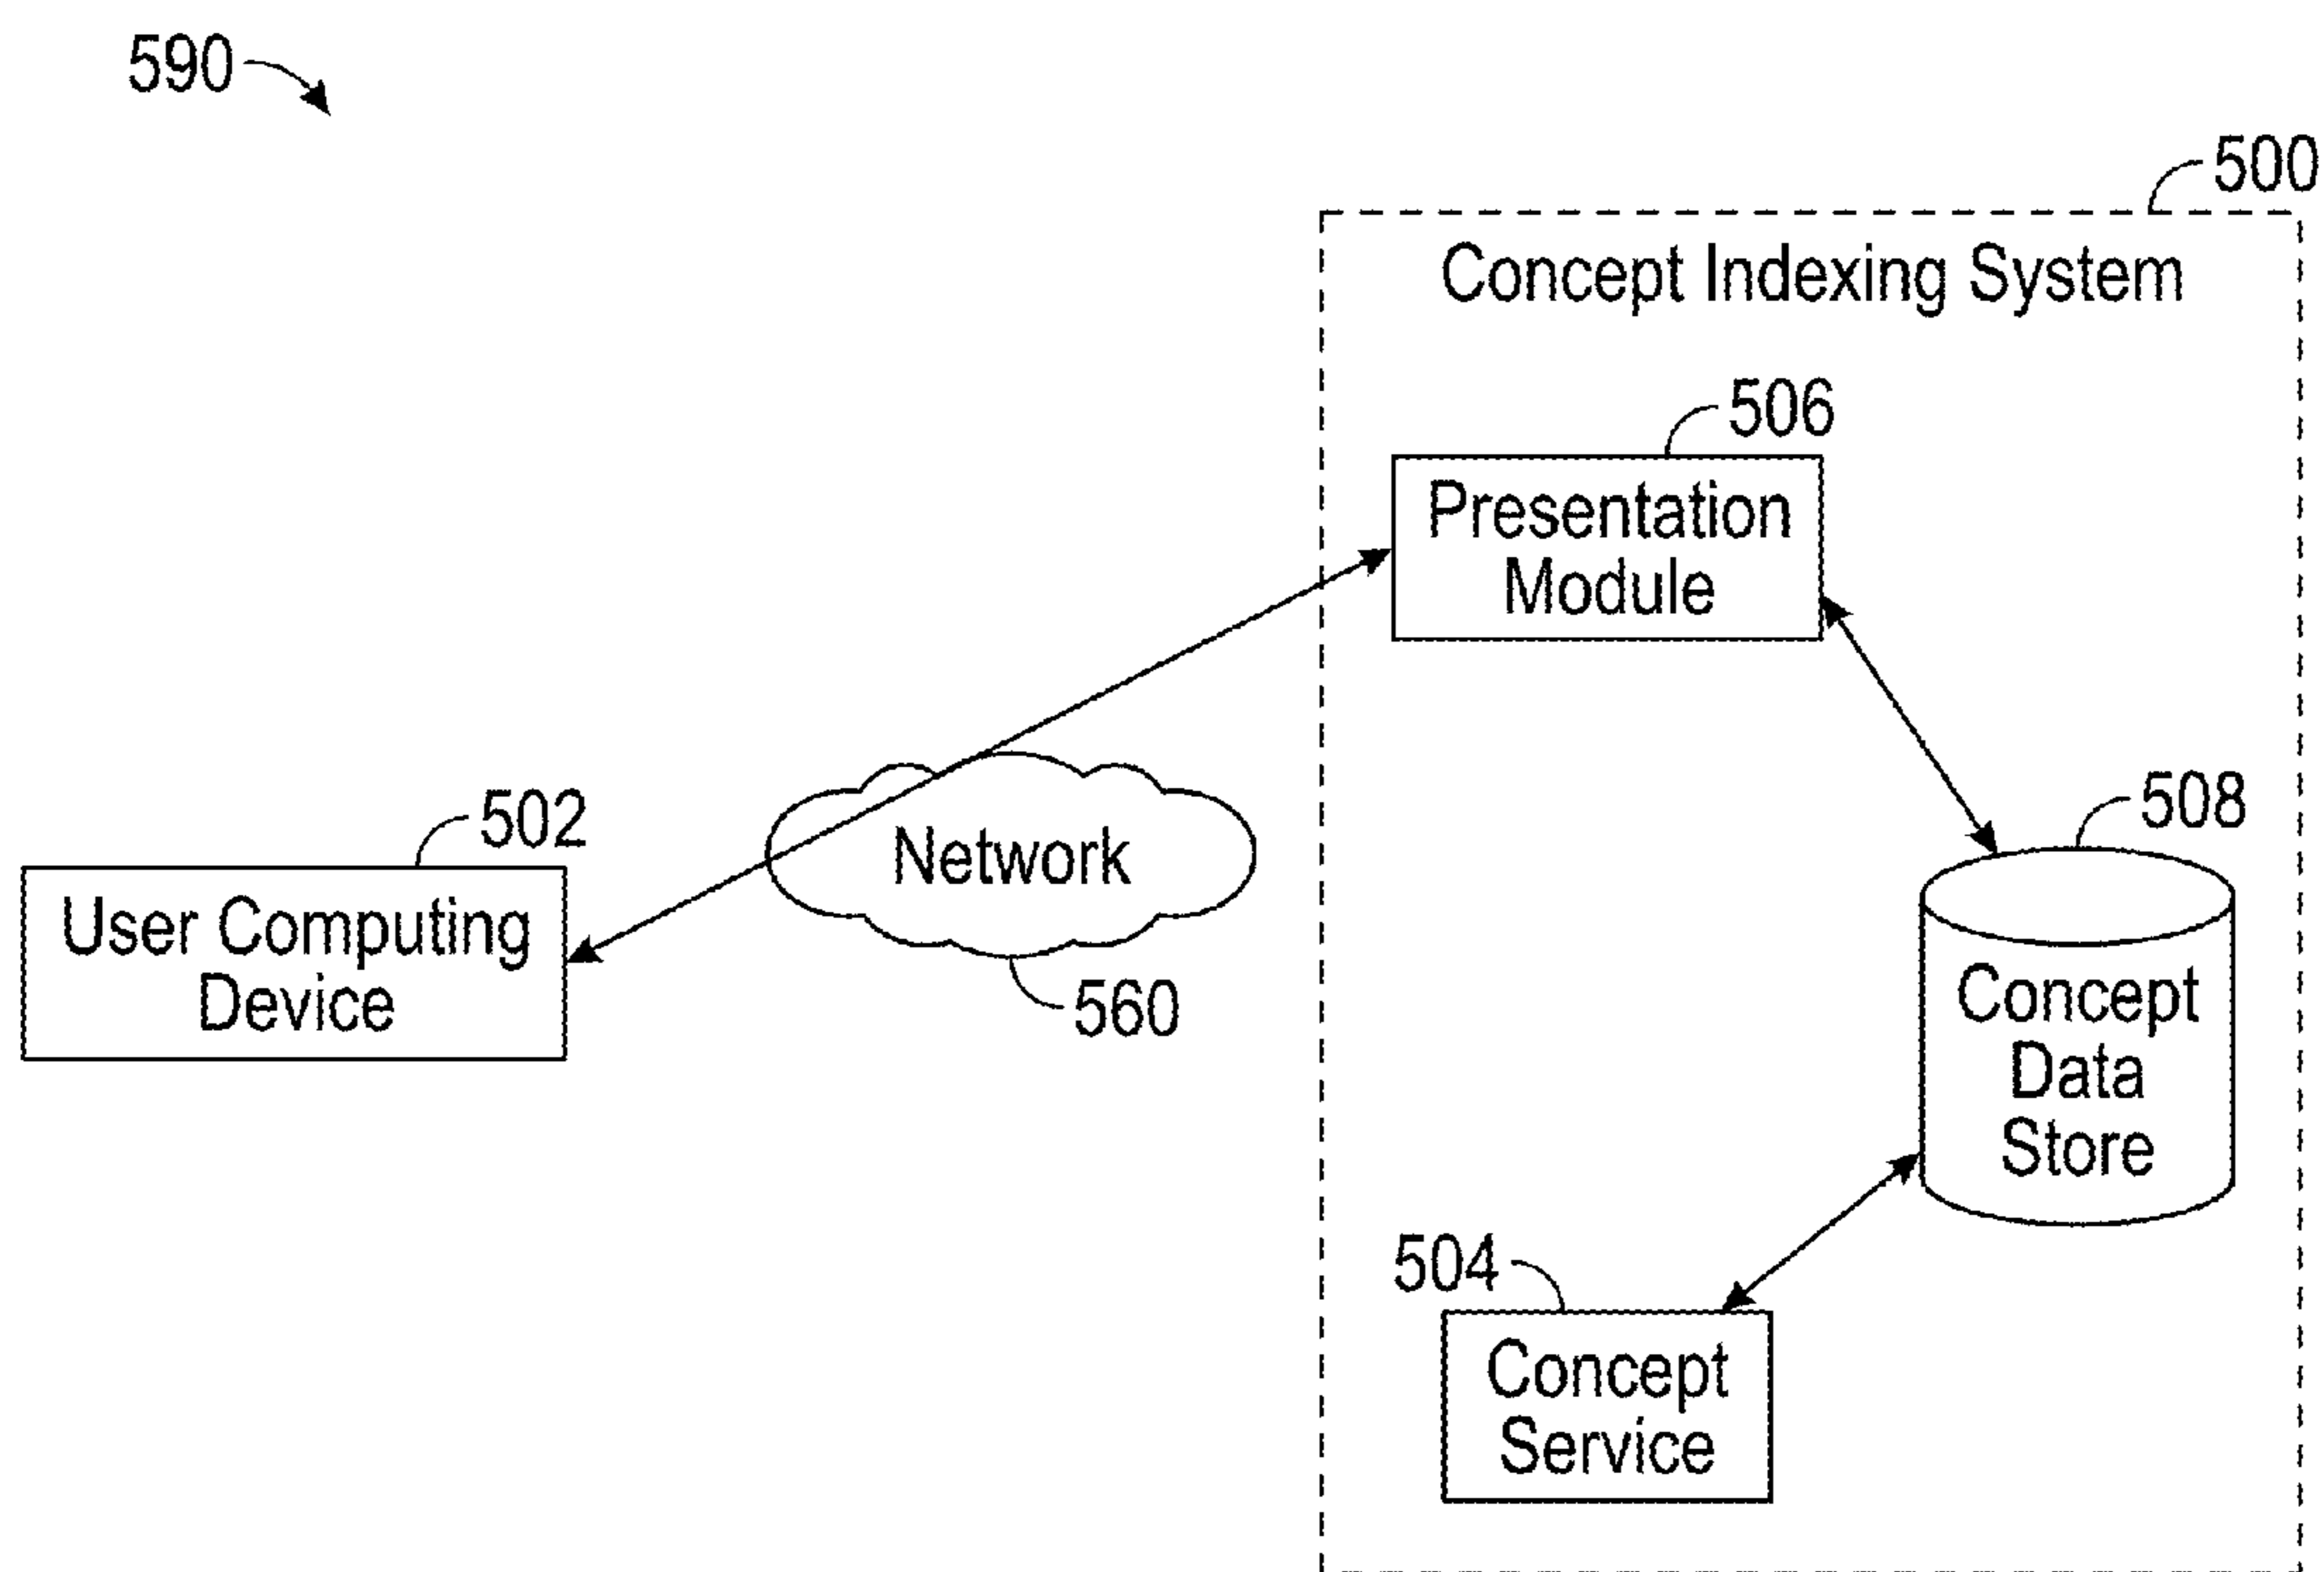 590
500
Concept Indexing System
506
Presentation
Module
502
User Computing
Device
Network
560
508
Concept
Data
Store
504
Concept
Service